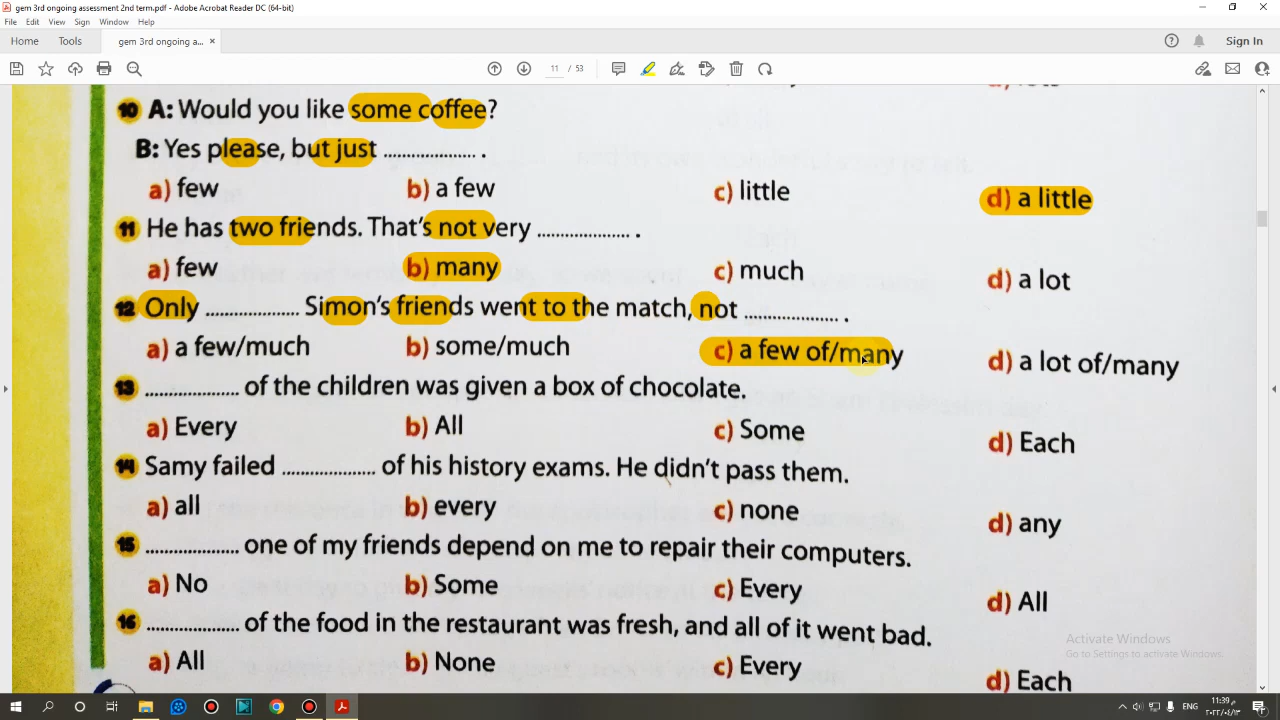 gem 3rd ongoing assessment 2nd term.pdf - Adobe Acrobat Reader DC (64-bit)
File Edit View Sign Window Help
Home Tools gem 3rd ongoing a... × Sign In
11 / 53
10 A: Would you like some coffee?
B: Yes please, but just .................... .
a) few b) a few c) little d) a little
11 He has two friends. That's not very .................... .
a) few b) many c) much d) a lot
12 Only .................... Simon's friends went to the match, not .................... .
a) a few/much b) some/much c) a few of/many d) a lot of/many
13 .................... of the children was given a box of chocolate.
a) Every b) All c) Some d) Each
14 Samy failed .................... of his history exams. He didn't pass them.
a) all b) every c) none d) any
15 .................... one of my friends depend on me to repair their computers.
a) No b) Some c) Every d) All
16 .................... of the food in the restaurant was fresh, and all of it went bad.
a) All b) None c) Every d) Each
Activate Windows
Go to Settings to activate Windows.
ENG 11:39 م